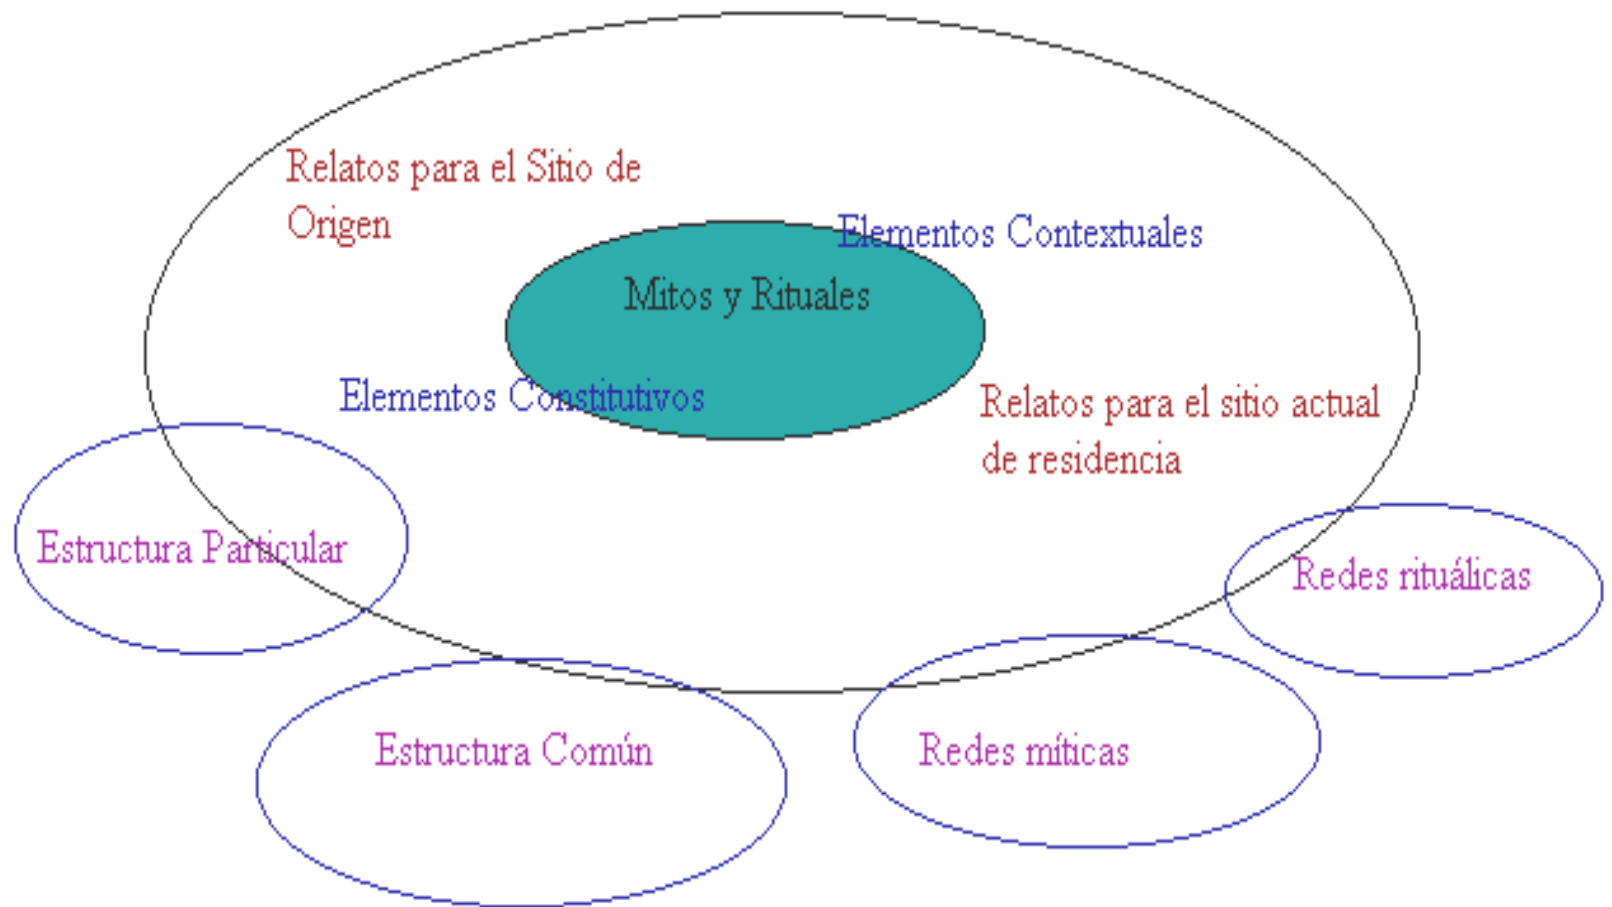 Relatos para el Sitio de
Origen
Elementos Contextuales
Mitos y Rituales
Elementos Constitutivos
Relatos para el sitio actual
de residencia
Estructura Particular
Redes rituálicas
Estructura Común
Redes míticas